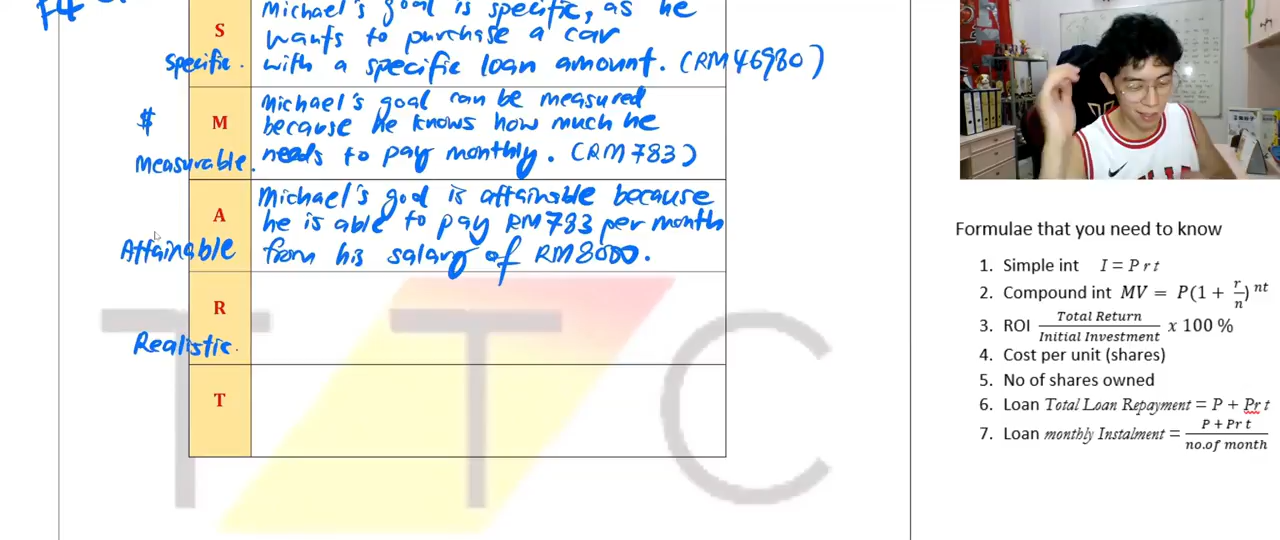 F4
S
Specific.
Michael's goal is specific, as he
wants to purchase a car
with a specific loan amount. (RM46980)
$
M
Measurable.
Michael's goal can be measured
because he knows how much he
needs to pay monthly. (RM783)
A
Attainable
Michael's goal is attainable because
he is able to pay RM783 per month
from his salary of RM8000.
R
Realistic.
T
TTC
Formulae that you need to know
1. Simple int I = P r t
2. Compound int MV = P(1 + r/n) nt
3. ROI Total Return/Initial Investment x 100 %
4. Cost per unit (shares)
5. No of shares owned
6. Loan Total Loan Repayment = P + Pr t
7. Loan monthly Instalment = P + Pr t/no.of month